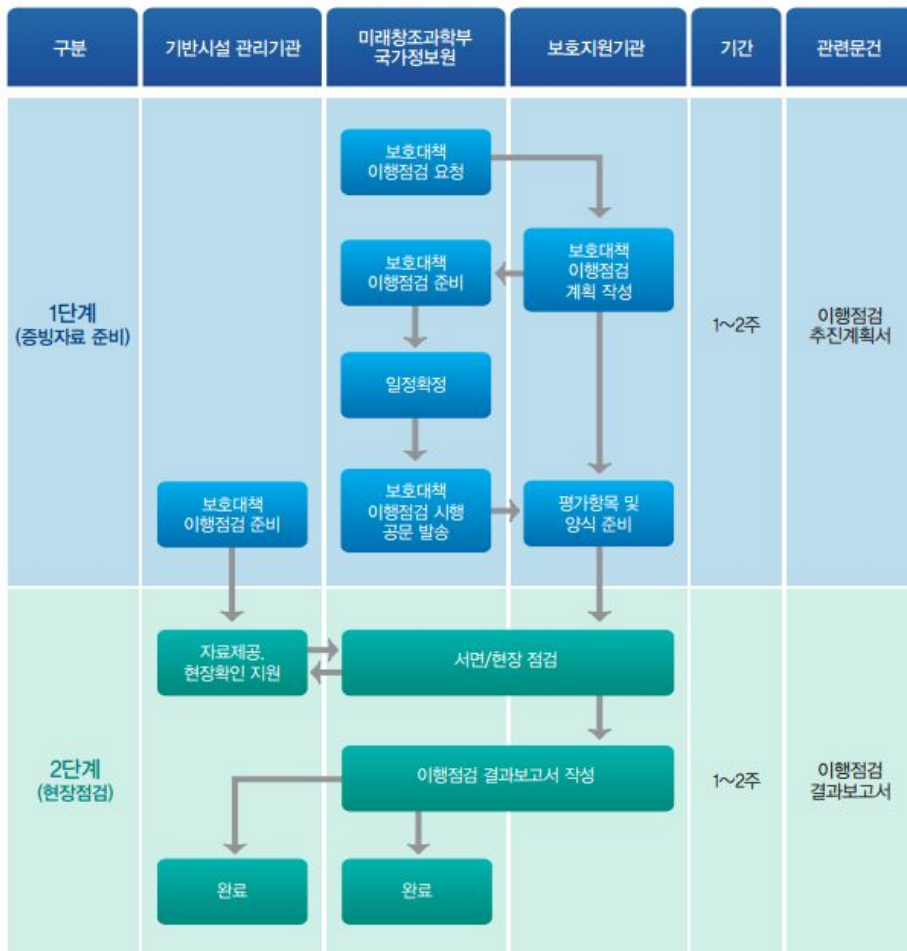 구분
기반시설 관리기관
미래창조과학부
국가정보원
보호지원기관
기간
관련문건
1단계
(증빙자료 준비)
보호대책
이행점검 요청
보호대책
이행점검 준비
보호대책
이행점검
계획 작성
일정확정
보호대책
이행점검 준비
보호대책
이행점검 시행
공문 발송
평가항목 및
양식 준비
1~2주
이행점검
추진계획서
2단계
(현장점검)
자료제공,
현장확인 지원
서면/현장 점검
이행점검 결과보고서 작성
완료
완료
1~2주
이행점검
결과보고서